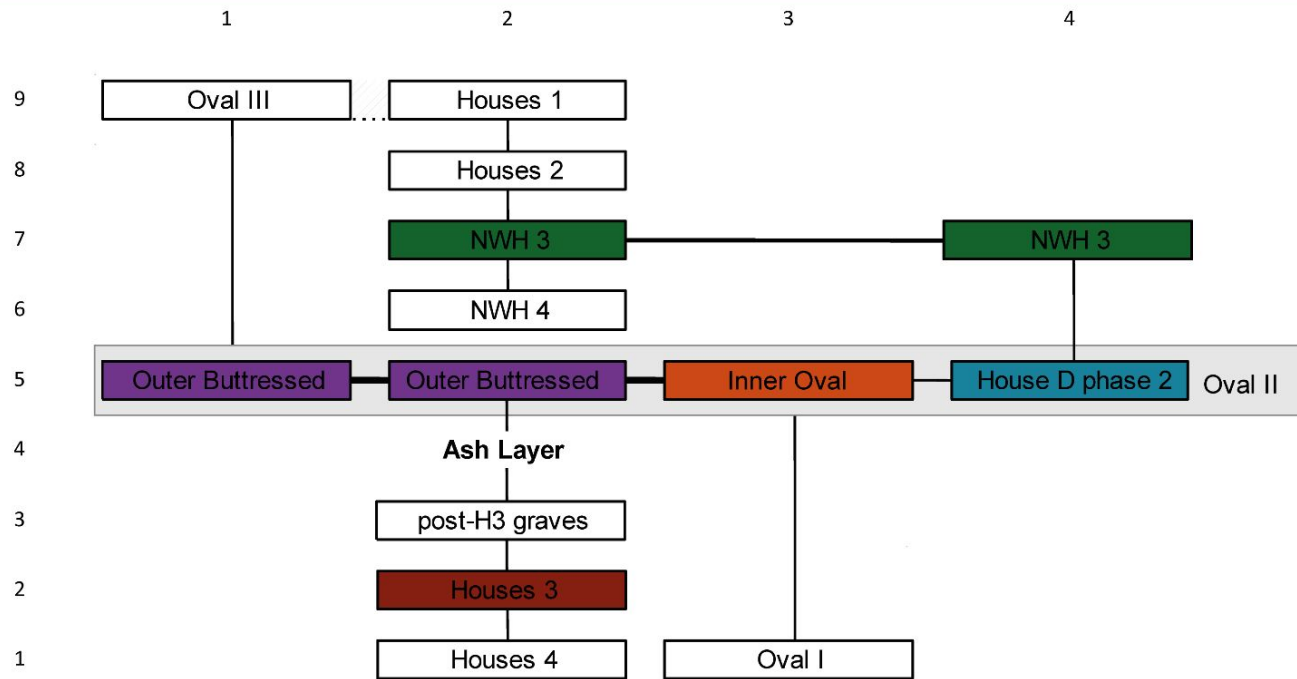 1 2 3 4
9 Oval III Houses 1
8 Houses 2
7 NWH 3 NWH 3
6 NWH 4
5 Outer Buttressed Outer Buttressed Inner Oval House D phase 2 Oval II
4 Ash Layer
3 post-H3 graves
2 Houses 3
1 Houses 4 Oval I